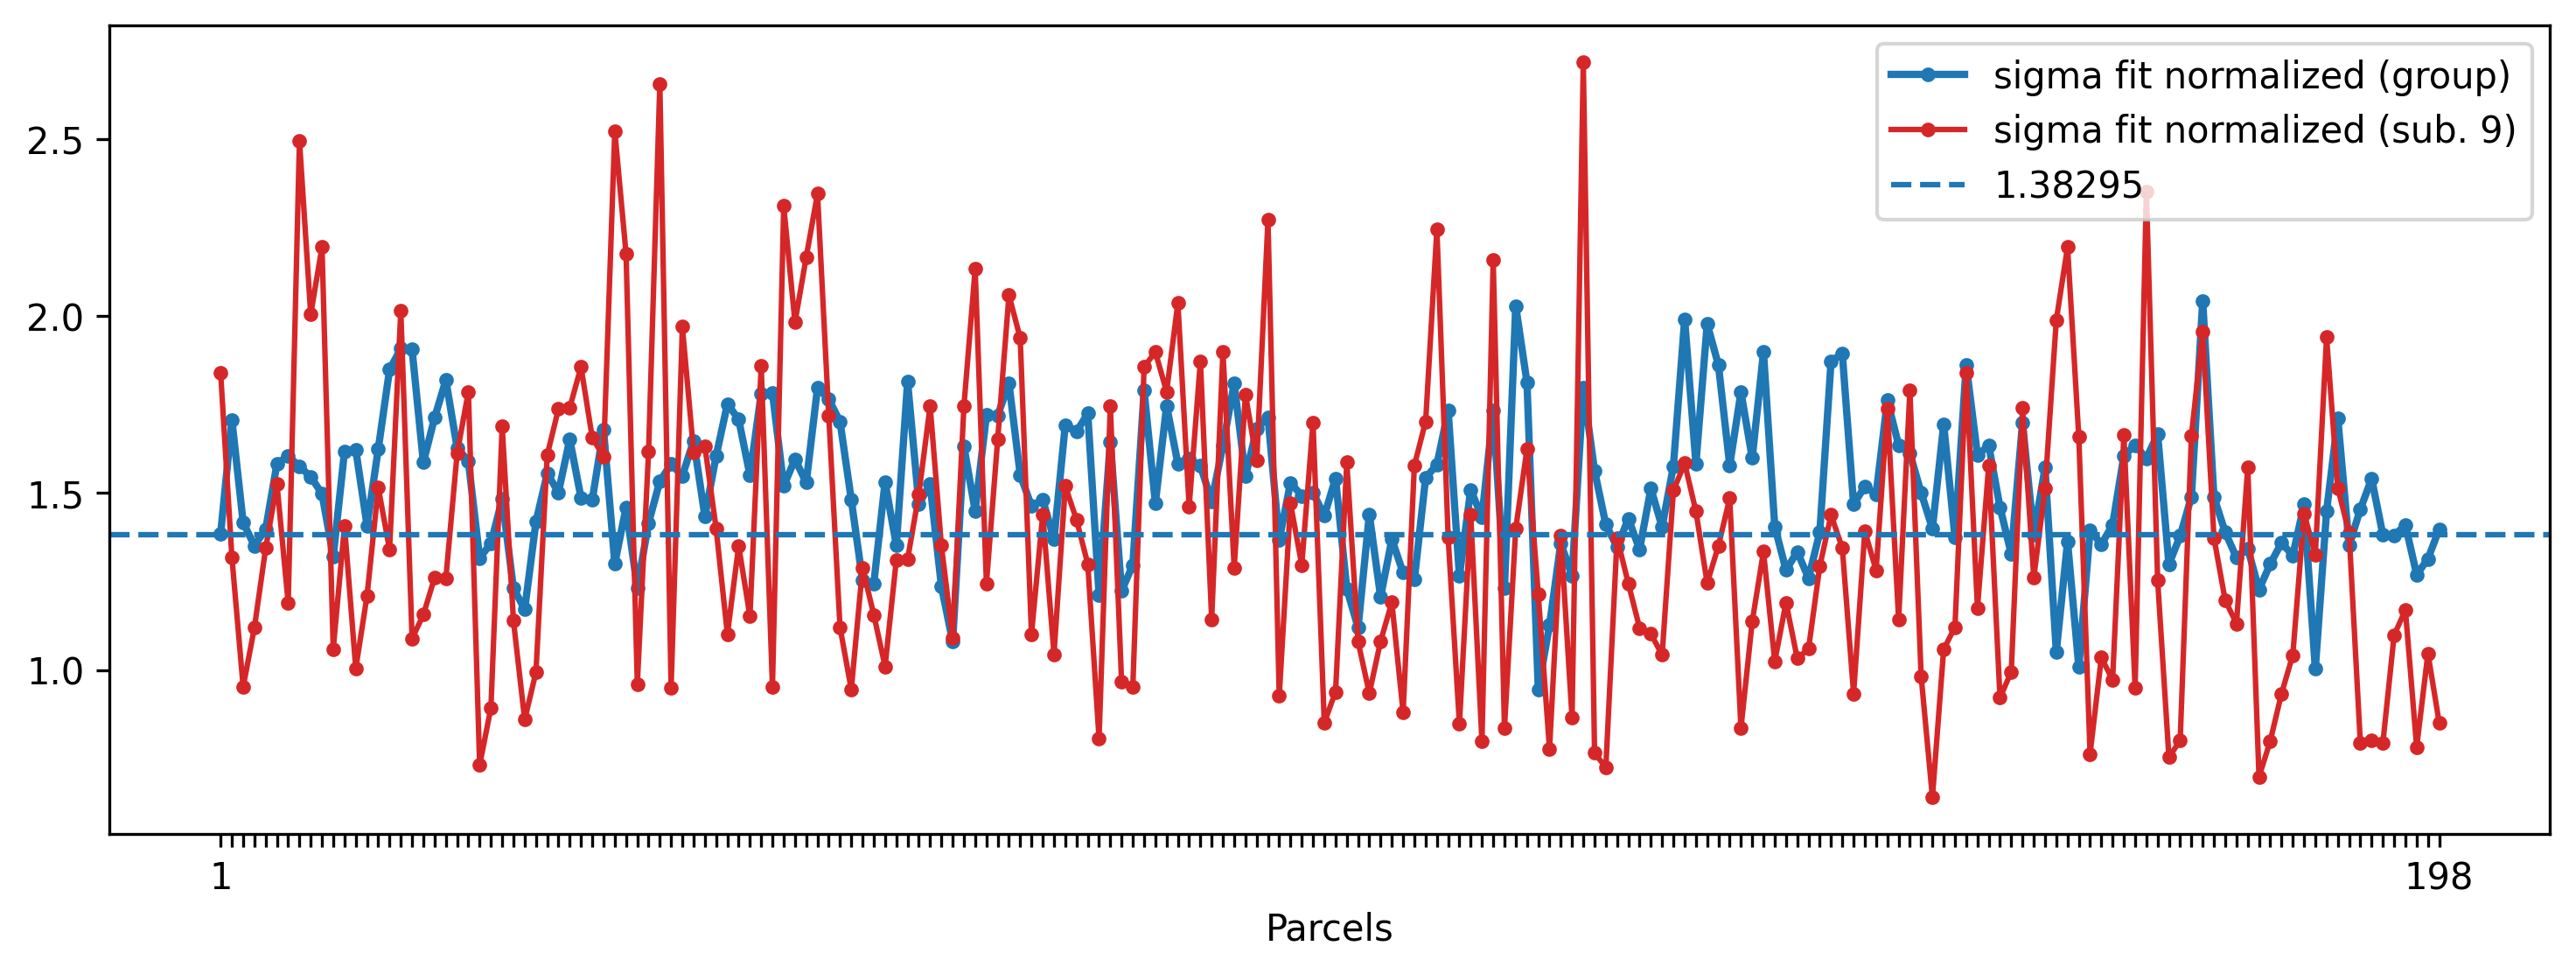 sigma fit normalized (group)
sigma fit normalized (sub. 9)
1.38295
2.5
2.0
1.5
1.0
1
198
Parcels